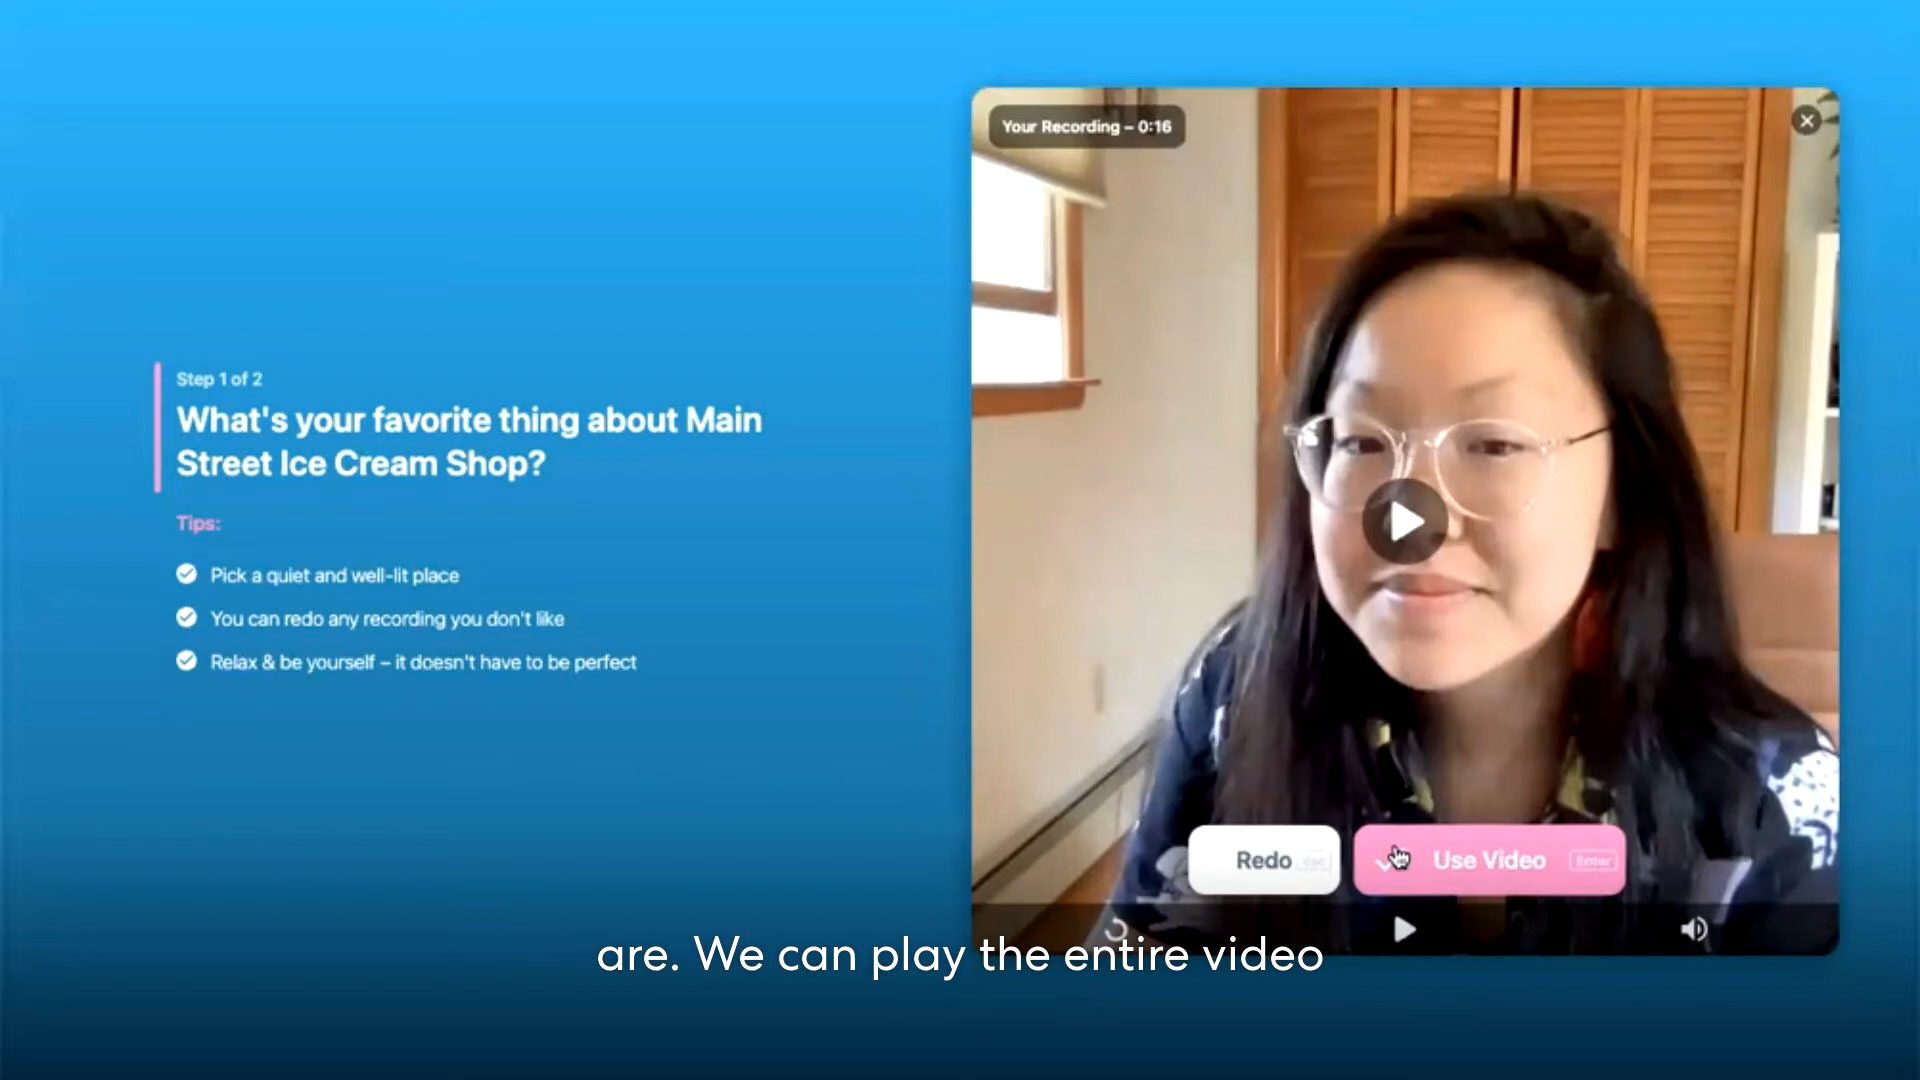 Your Recording – 0:16
Step 1 of 2
What's your favorite thing about Main
Street Ice Cream Shop?
Tips:
Pick a quiet and well-lit place
You can redo any recording you don't like
Relax & be yourself – it doesn't have to be perfect
Redo esc
Use Video Enter
are. We can play the entire video